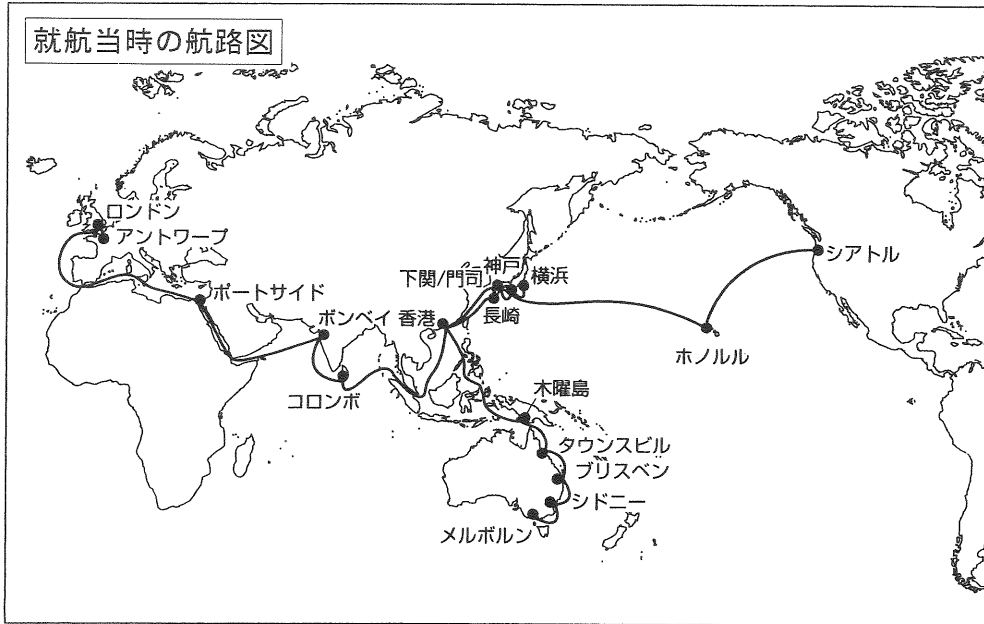 就航当時の航路図
ロンドン
アントワープ
ポートサイド
ボンベイ
コロンボ
香港
下関/門司
神戸
横浜
長崎
シアトル
ホノルル
木曜島
タウンスビル
ブリスベン
シドニー
メルボルン